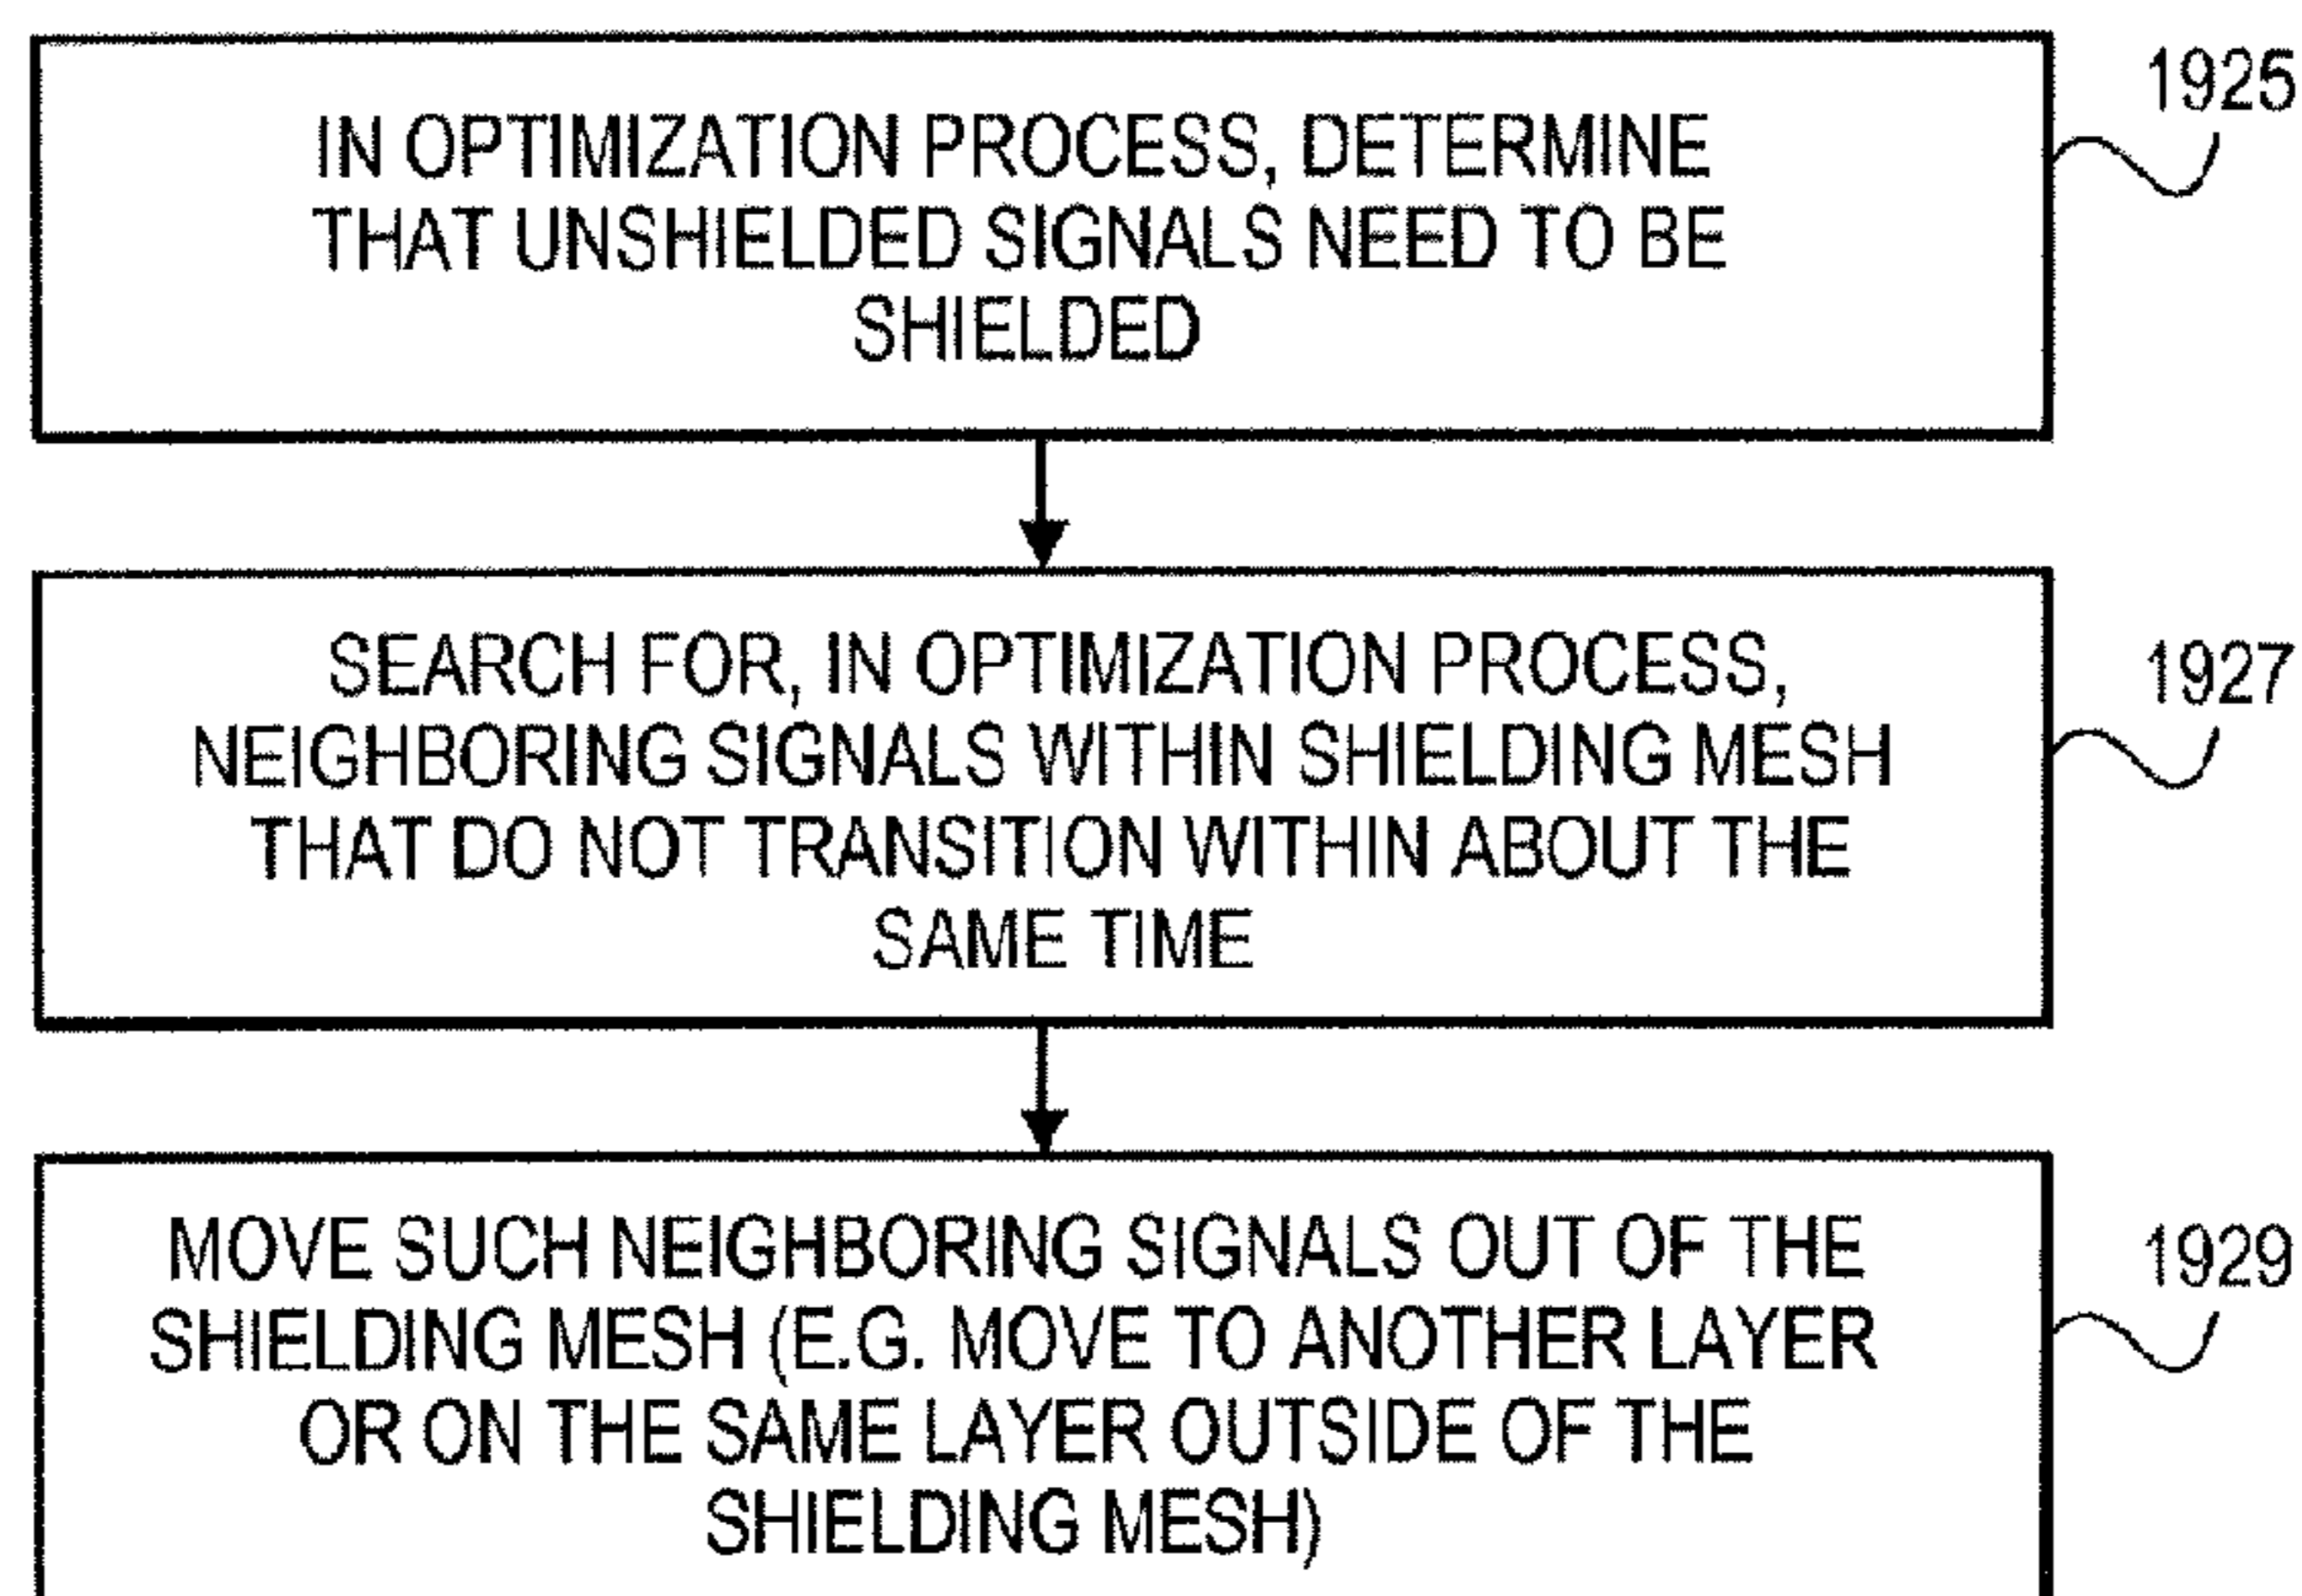 IN OPTIMIZATION PROCESS, DETERMINE
THAT UNSHIELDED SIGNALS NEED TO BE
SHIELDED
1925
SEARCH FOR, IN OPTIMIZATION PROCESS,
NEIGHBORING SIGNALS WITHIN SHIELDING MESH
THAT DO NOT TRANSITION WITHIN ABOUT THE
SAME TIME
1927
MOVE SUCH NEIGHBORING SIGNALS OUT OF THE
SHIELDING MESH (E.G. MOVE TO ANOTHER LAYER
OR ON THE SAME LAYER OUTSIDE OF THE
SHIELDING MESH)
1929